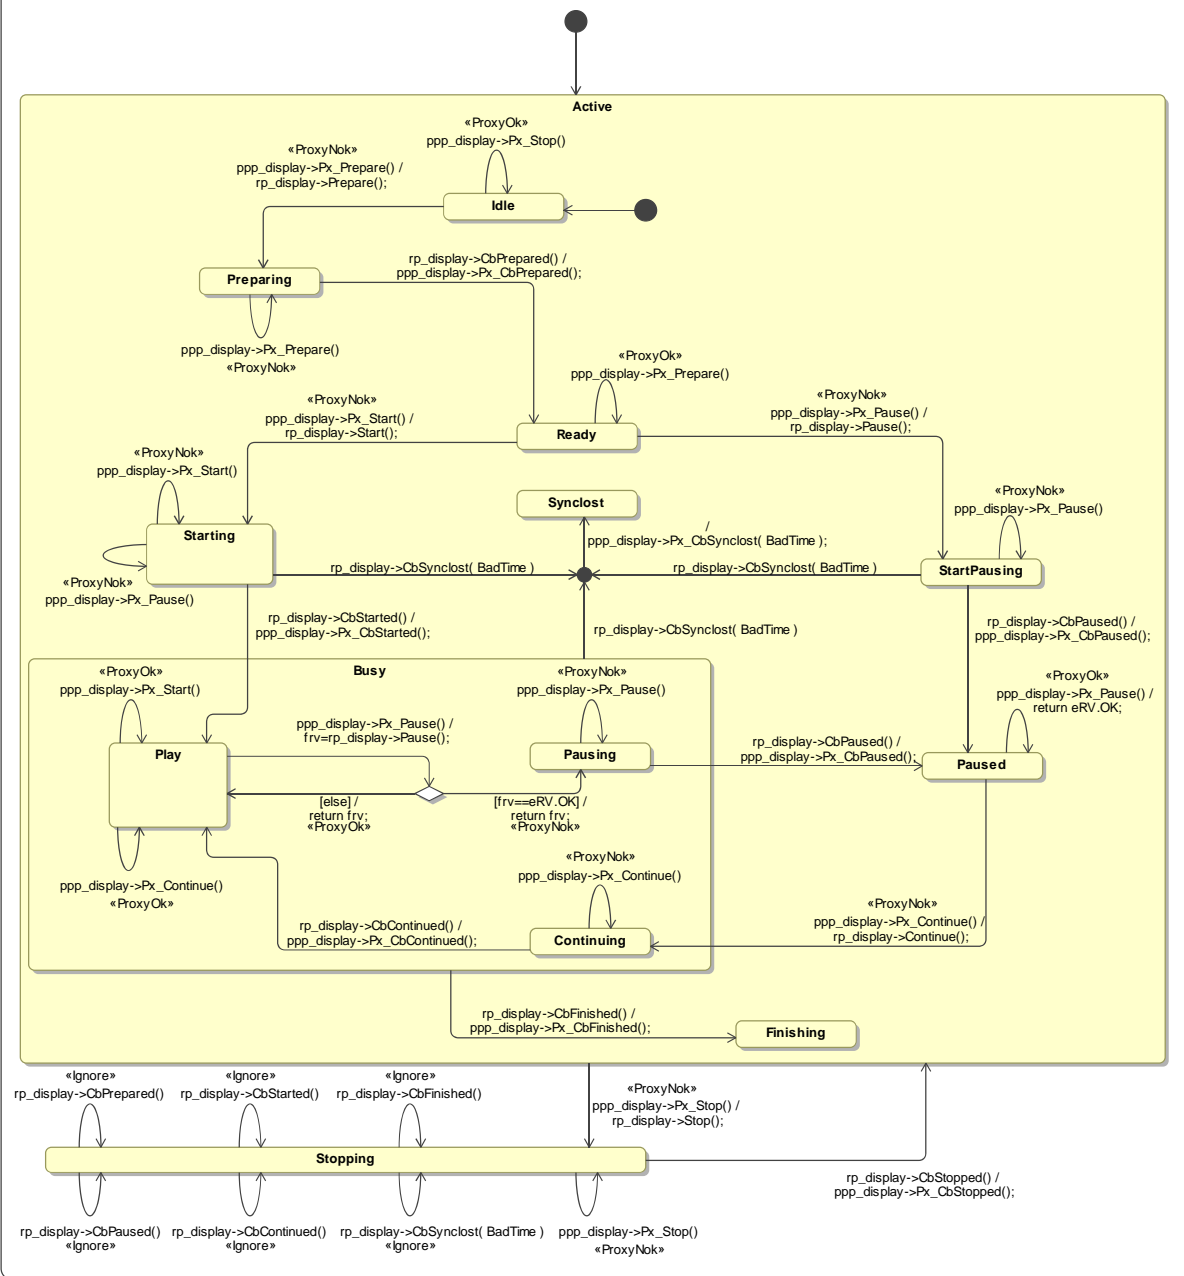 Active
«ProxyOk»
ppp_display->Px_Stop()
«ProxyNok»
ppp_display->Px_Prepare() /
rp_display->Prepare();
Idle
rp_display->CbPrepared() /
ppp_display->Px_CbPrepared();
Preparing
ppp_display->Px_Prepare()
«ProxyNok»
«ProxyOk»
ppp_display->Px_Prepare()
«ProxyNok»
ppp_display->Px_Start() /
rp_display->Start();
«ProxyNok»
ppp_display->Px_Pause() /
rp_display->Pause();
Ready
«ProxyNok»
ppp_display->Px_Start()
Synclost
«ProxyNok»
ppp_display->Px_Pause()
Starting
/
ppp_display->Px_CbSynclost( BadTime );
rp_display->CbSynclost( BadTime )
rp_display->CbSynclost( BadTime )
StartPausing
«ProxyNok»
ppp_display->Px_Pause()
rp_display->CbStarted() /
ppp_display->Px_CbStarted();
rp_display->CbSynclost( BadTime )
rp_display->CbPaused() /
ppp_display->Px_CbPaused();
Busy
«ProxyOk»
ppp_display->Px_Start()
«ProxyNok»
ppp_display->Px_Pause()
«ProxyOk»
ppp_display->Px_Pause() /
return eRV.OK;
ppp_display->Px_Pause() /
frv=rp_display->Pause();
Play
Pausing
rp_display->CbPaused() /
ppp_display->Px_CbPaused();
Paused
[else] /
return frv;
«ProxyOk»
[frv==eRV.OK] /
return frv;
«ProxyNok»
ppp_display->Px_Continue()
«ProxyOk»
«ProxyNok»
ppp_display->Px_Continue()
rp_display->CbContinued() /
ppp_display->Px_CbContinued();
Continuing
«ProxyNok»
ppp_display->Px_Continue() /
rp_display->Continue();
rp_display->CbFinished() /
ppp_display->Px_CbFinished();
Finishing
«Ignore»
rp_display->CbPrepared()
«Ignore»
rp_display->CbStarted()
«Ignore»
rp_display->CbFinished()
«ProxyNok»
ppp_display->Px_Stop() /
rp_display->Stop();
Stopping
rp_display->CbStopped() /
ppp_display->Px_CbStopped();
rp_display->CbPaused()
«Ignore»
rp_display->CbContinued()
«Ignore»
rp_display->CbSynclost( BadTime )
«Ignore»
ppp_display->Px_Stop()
«ProxyNok»